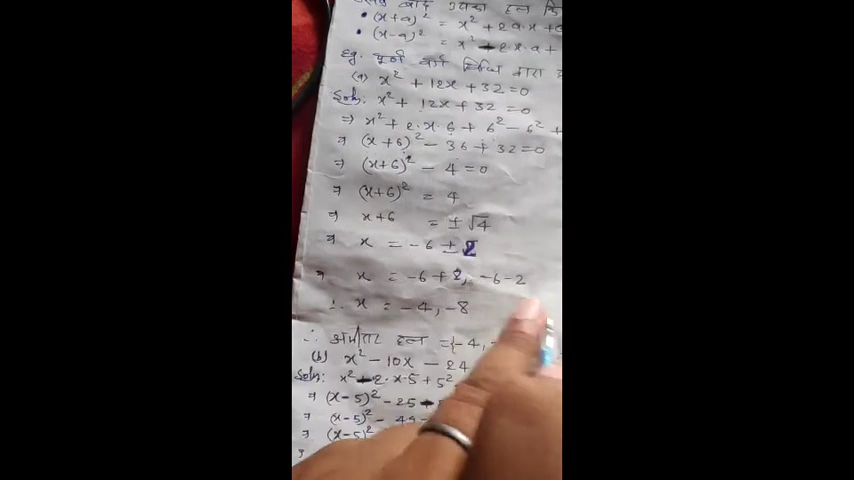 • (x+a)² = x² + 2a.x +
• (x-a)² = x² - 2.x.a +
Eg. पूर्ण वर्ग विधि द्वारा
(a) x² + 12x + 32 = 0
Soln: x² + 12x + 32 = 0
⇒ x² + 2.x.6 + 6² - 6² +
⇒ (x+6)² - 36 + 32 = 0
⇒ (x+6)² - 4 = 0
⇒ (x+6)² = 4
⇒ x+6 = ±√4
⇒ x = -6 ± 2
⇒ x = -6+2, -6-2
∴ x = -4, -8
∴ अभीष्ट हल = {-4, -
(b) x² - 10x - 24
Soln: x² - 2.x.5 + 5²
⇒ (x-5)² - 25 -
⇒ (x-5)² - 49
⇒ (x-5)²